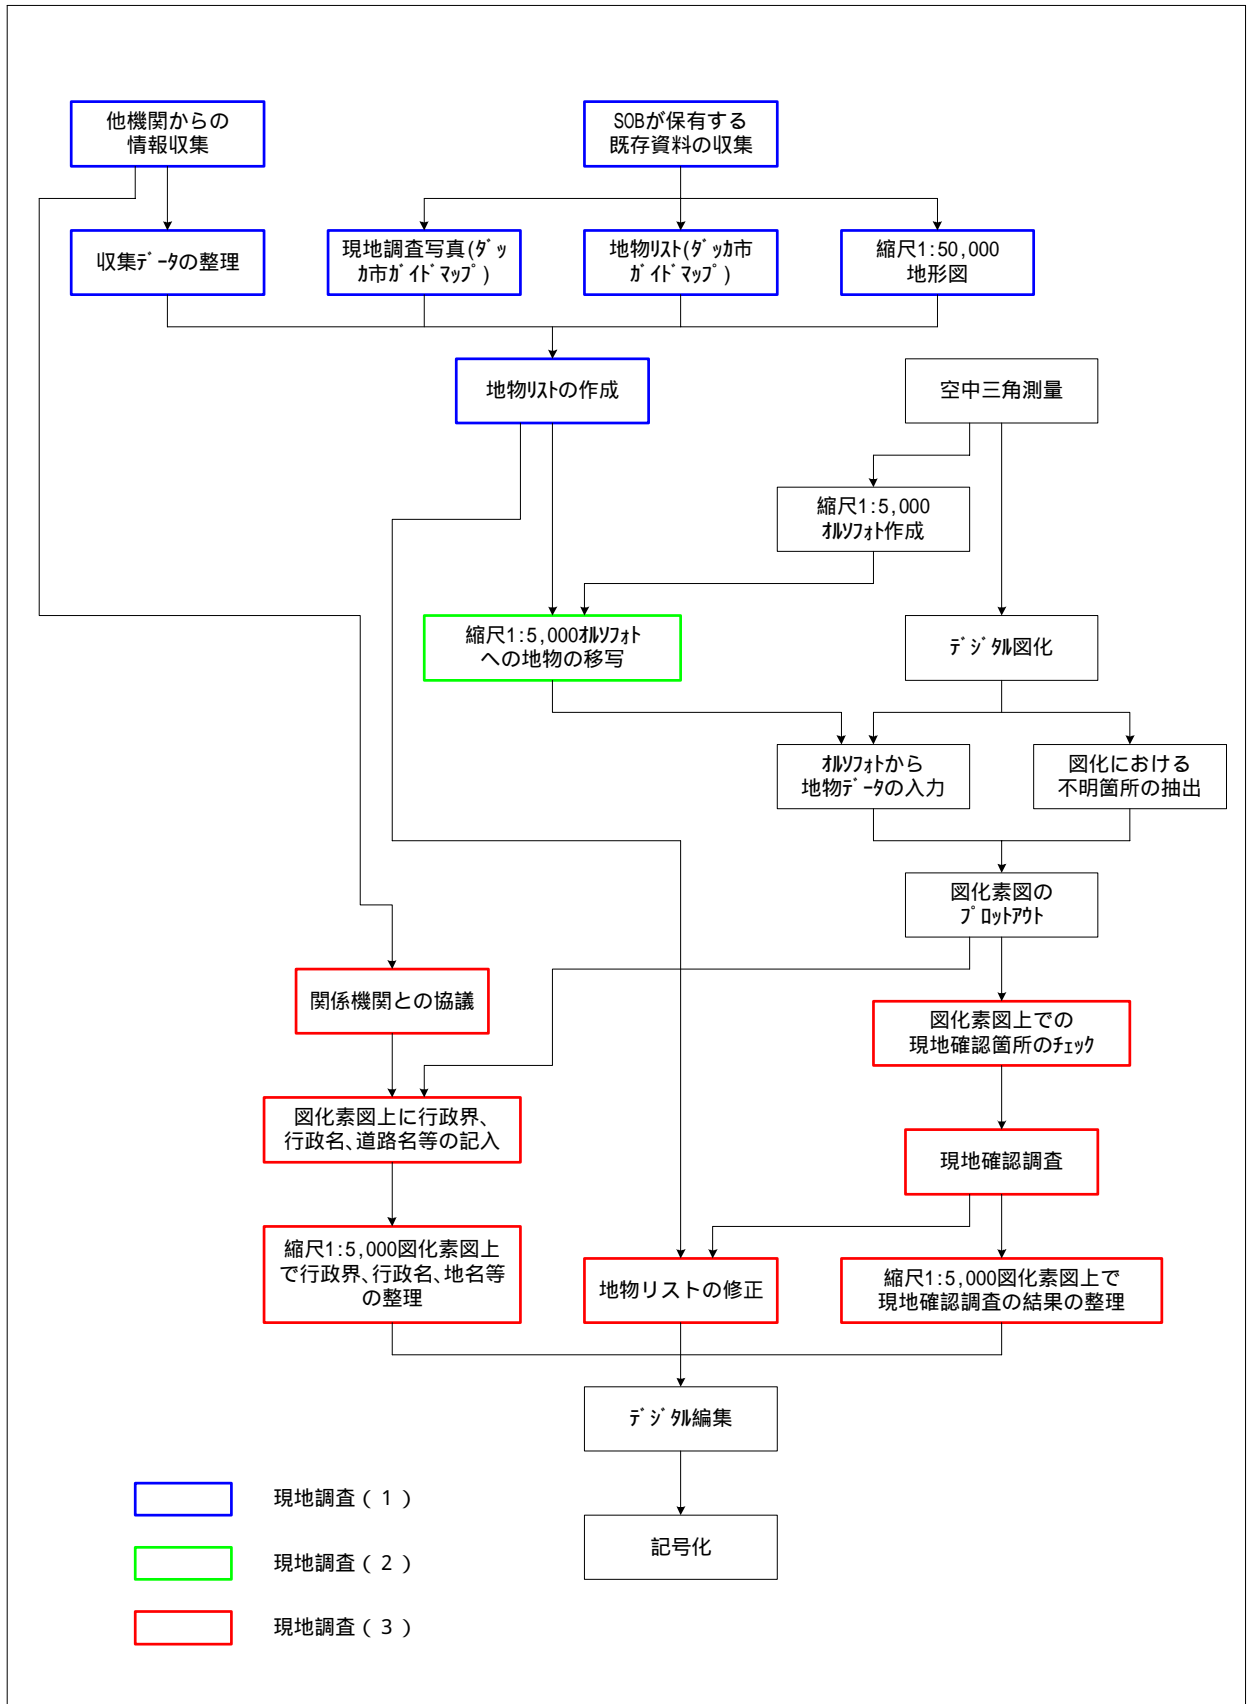 他機関からの
情報収集
SOBが保有する
既存資料の収集
収集ﾃﾞｰﾀの整理
現地調査写真(ﾀﾞｯ
ｶ市ｶﾞｲﾄﾞﾏｯﾌﾟ)
地物ﾘｽﾄ(ﾀﾞｯｶ市
ｶﾞｲﾄﾞﾏｯﾌﾟ)
縮尺1:50,000
地形図
地物ﾘｽﾄの作成
空中三角測量
縮尺1:5,000
ｵﾙｿﾌｫﾄ作成
縮尺1:5,000ｵﾙｿﾌｫﾄ
への地物の移写
ﾃﾞｼﾞﾀﾙ図化
ｵﾙｿﾌｫﾄから
地物ﾃﾞｰﾀの入力
図化における
不明箇所の抽出
図化素図の
ﾌﾟﾛｯﾄｱｳﾄ
関係機関との協議
図化素図上での
現地確認箇所のﾁｪｯｸ
図化素図上に行政界、
行政名、道路名等の記入
現地確認調査
縮尺1:5,000図化素図上
で行政界、行政名、地名等
の整理
地物リストの修正
縮尺1:5,000図化素図上で
現地確認調査の結果の整理
ﾃﾞｼﾞﾀﾙ編集
記号化
現地調査(1)
現地調査(2)
現地調査(3)